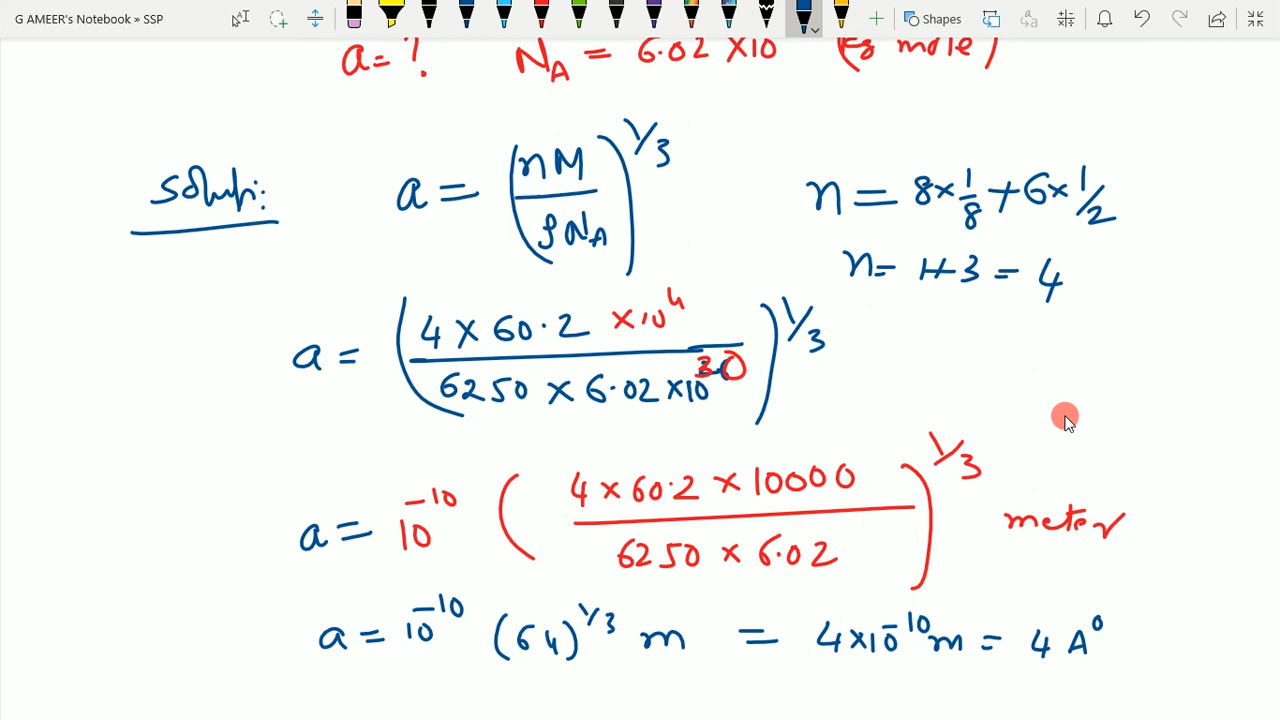 G AMEER's Notebook » SSP
Shapes
a = ? N_A = 6.02 × 10 (kg mole)
Solution: a = (nM / ρN_A)^1/3 n = 8 × 1/8 + 6 × 1/2
n = 1 + 3 = 4
a = (4 × 60.2 × 10^4 / 6250 × 6.02 × 10^30)^1/3
a = 10^-10 (4 × 60.2 × 10000 / 6250 × 6.02)^1/3 meter
a = 10^-10 (64)^1/3 m = 4 × 10^-10 m = 4 A°